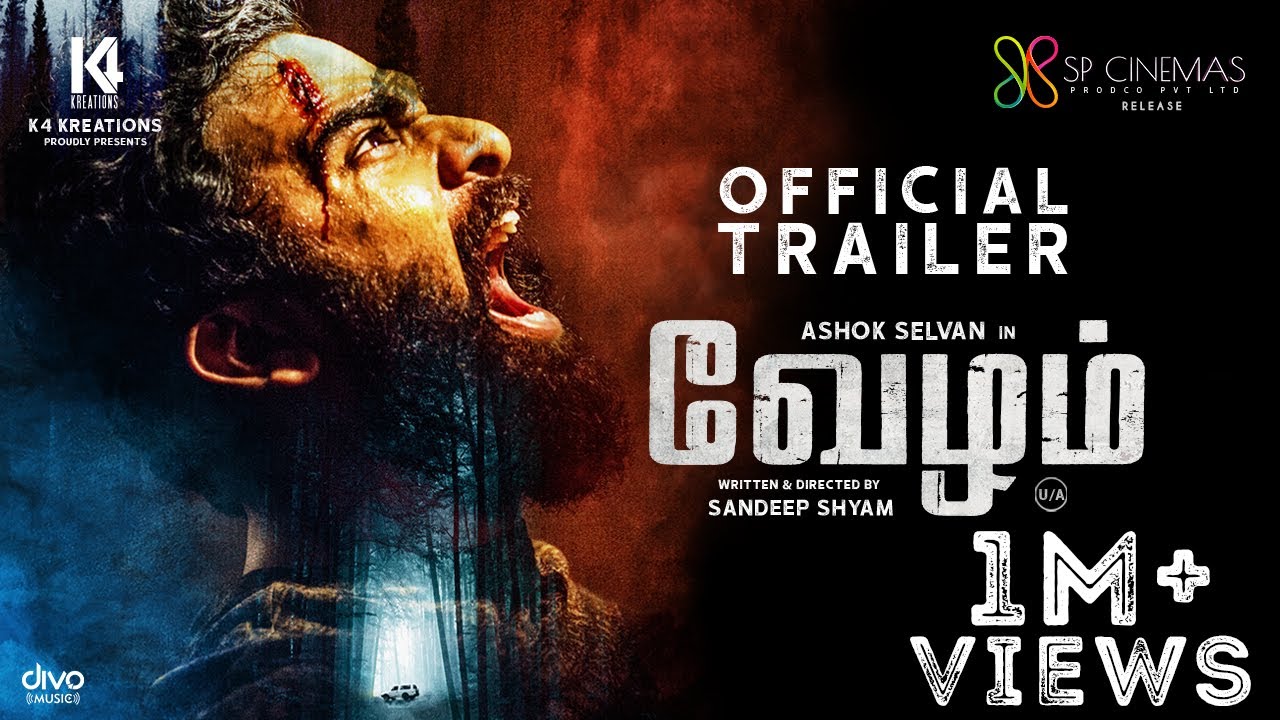 K4
KREATIONS
K4 KREATIONS
PROUDLY PRESENTS
SP CINEMAS
PRODCO PVT LTD
RELEASE
OFFICIAL
TRAILER
ASHOK SELVAN IN
வேழம்
WRITTEN & DIRECTED BY
SANDEEP SHYAM
U/A
1M+
VIEWS
divo
MUSIC